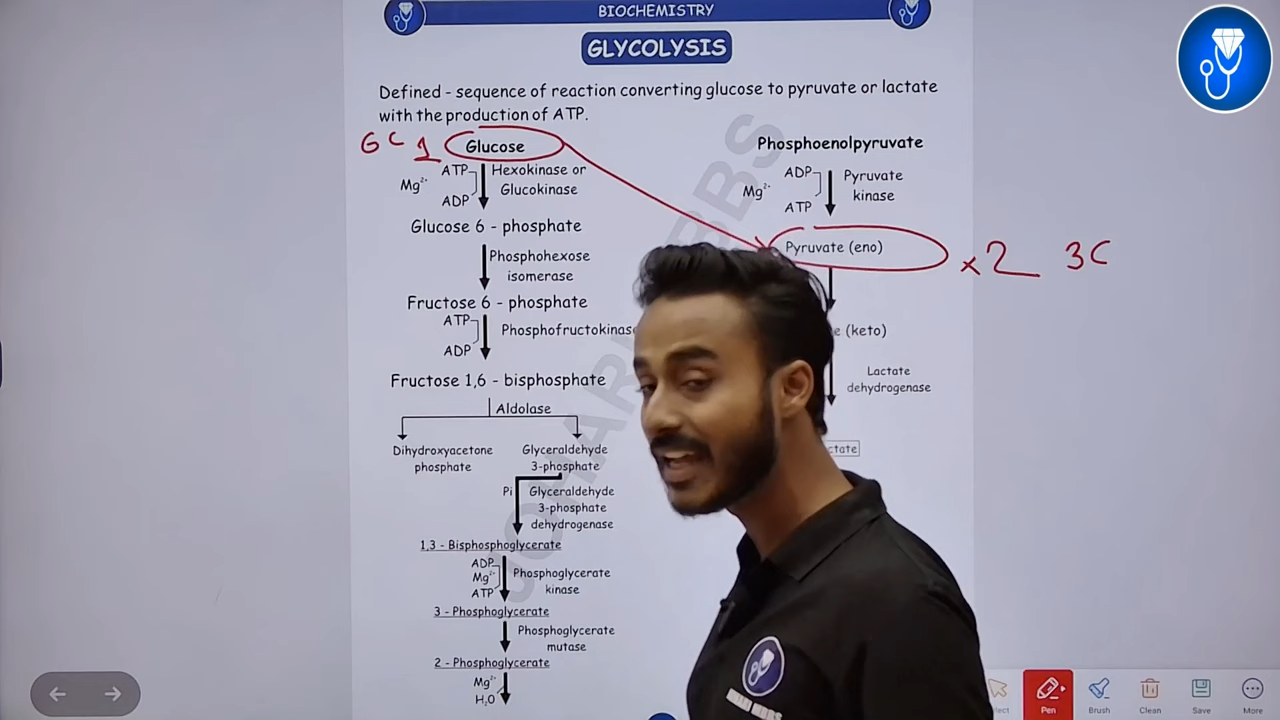 BIOCHEMISTRY
GLYCOLYSIS
Defined - sequence of reaction converting glucose to pyruvate or lactate
with the production of ATP.
6C 1 Glucose
ATP
Mg²⁺
ADP
Hexokinase or
Glucokinase
Glucose 6 - phosphate
Phosphohexose
isomerase
Fructose 6 - phosphate
ATP
ADP
Phosphofructokinase
Fructose 1,6 - bisphosphate
Aldolase
Dihydroxyacetone
phosphate
Glyceraldehyde
3-phosphate
Pi
Glyceraldehyde
3-phosphate
dehydrogenase
1,3 - Bisphosphoglycerate
ADP
Mg²⁺
ATP
Phosphoglycerate
kinase
3 - Phosphoglycerate
Phosphoglycerate
mutase
2 - Phosphoglycerate
Mg²⁺
H₂O
Phosphoenolpyruvate
ADP
Mg²⁺
ATP
Pyruvate
kinase
Pyruvate (eno) x2 3C
(keto)
Lactate
dehydrogenase
Pen
Brush
Clean
Save
More